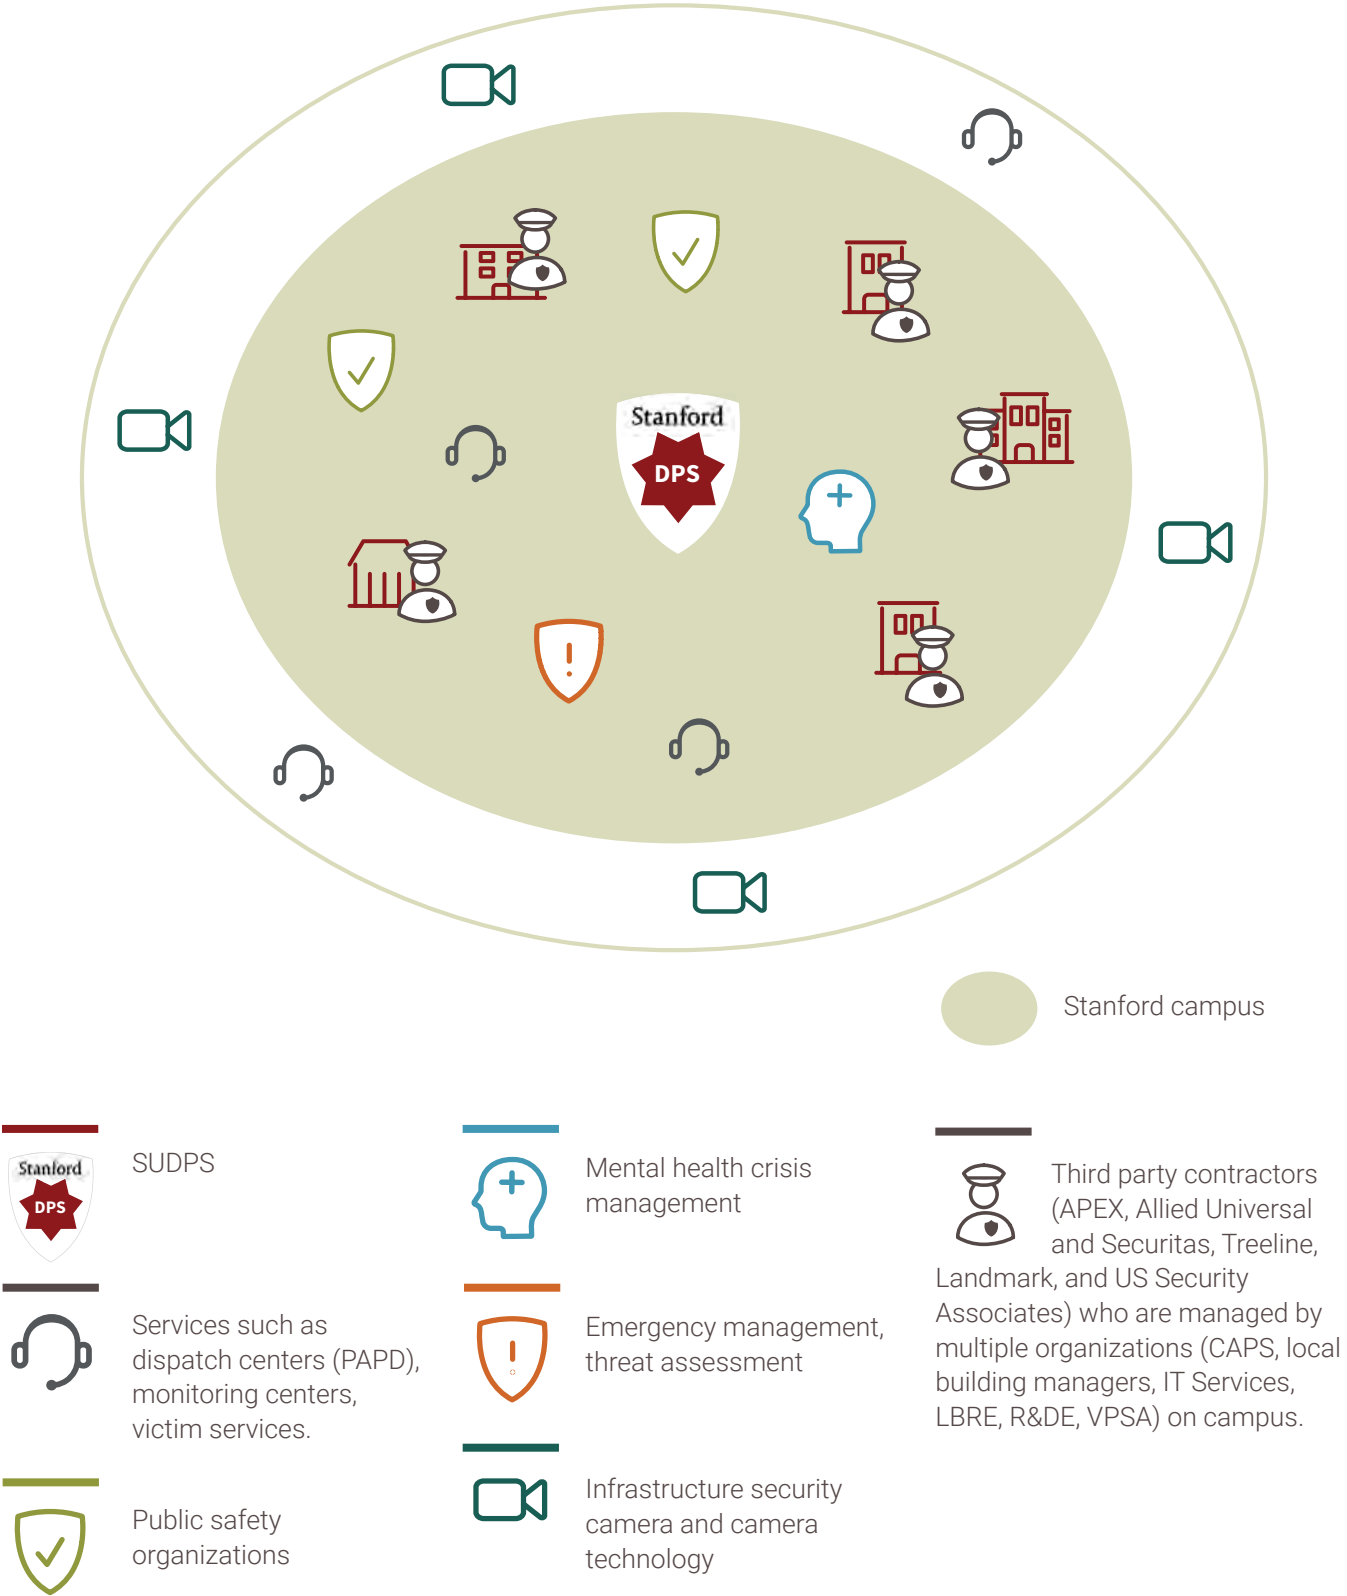 Stanford
DPS
Stanford campus
Stanford
DPS
SUDPS
Services such as
dispatch centers (PAPD),
monitoring centers,
victim services.
Public safety
organizations
Mental health crisis
management
Emergency management,
threat assessment
Infrastructure security
camera and camera
technology
Third party contractors
(APEX, Allied Universal
and Securitas, Treeline,
Landmark, and US Security
Associates) who are managed by
multiple organizations (CAPS, local
building managers, IT Services,
LBRE, R&DE, VPSA) on campus.